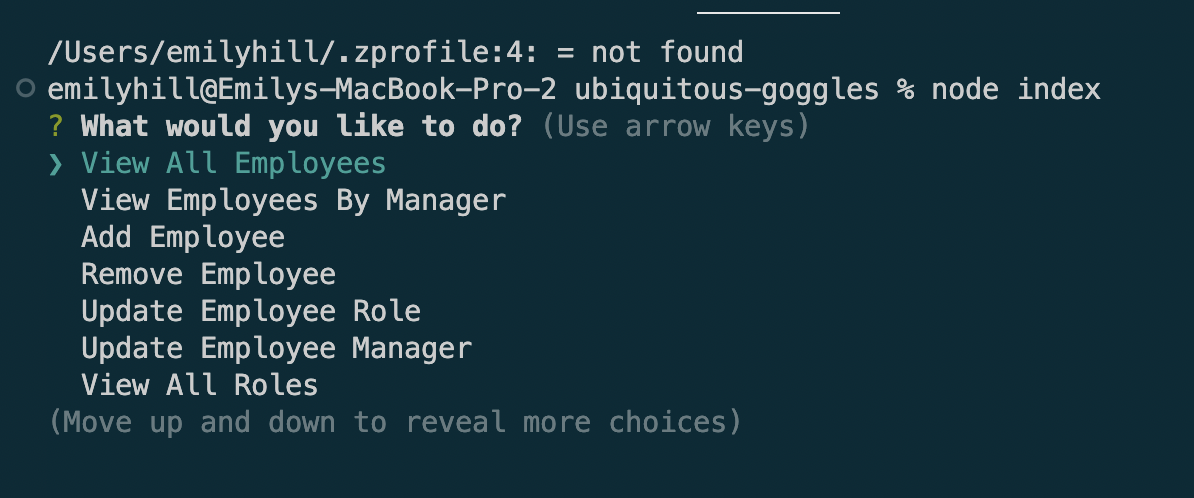 /Users/emilyhill/.zprofile:4: = not found
emilyhill@Emilys-MacBook-Pro-2 ubiquitous-goggles % node index
? What would you like to do? (Use arrow keys)
❯ View All Employees
View Employees By Manager
Add Employee
Remove Employee
Update Employee Role
Update Employee Manager
View All Roles
(Move up and down to reveal more choices)